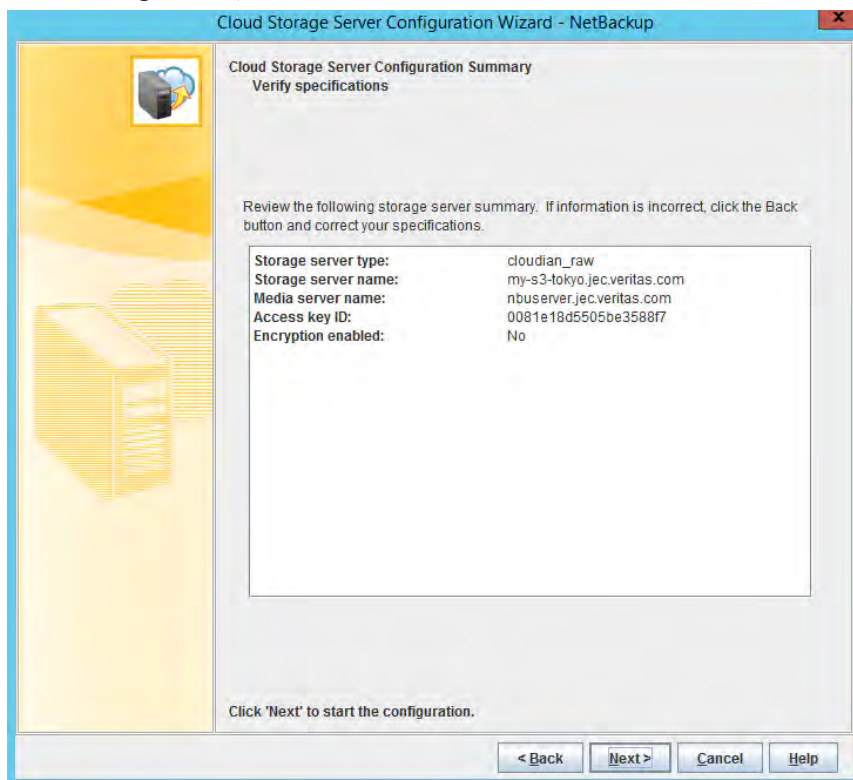 Cloud Storage Server Configuration Wizard - NetBackup
x
Cloud Storage Server Configuration Summary
Verify specifications
Review the following storage server summary. If information is incorrect, click the Back
button and correct your specifications.
Storage server type: cloudian_raw
Storage server name: my-s3-tokyo.jec.veritas.com
Media server name: nbuserver.jec.veritas.com
Access key ID: 0081e18d5505be3588f7
Encryption enabled: No
Click 'Next' to start the configuration.
< Back Next > Cancel Help